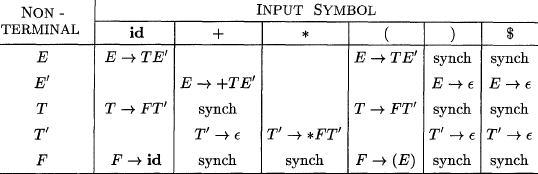 NON - INPUT SYMBOL
TERMINAL id + * ( ) $
E E → TE′ E → TE′ synch synch
E′ E → +TE′ E → ϵ E → ϵ
T T → FT′ synch T → FT′ synch synch
T′ T′ → ϵ T′ → *FT′ T′ → ϵ T′ → ϵ
F F → id synch synch F → (E) synch synch